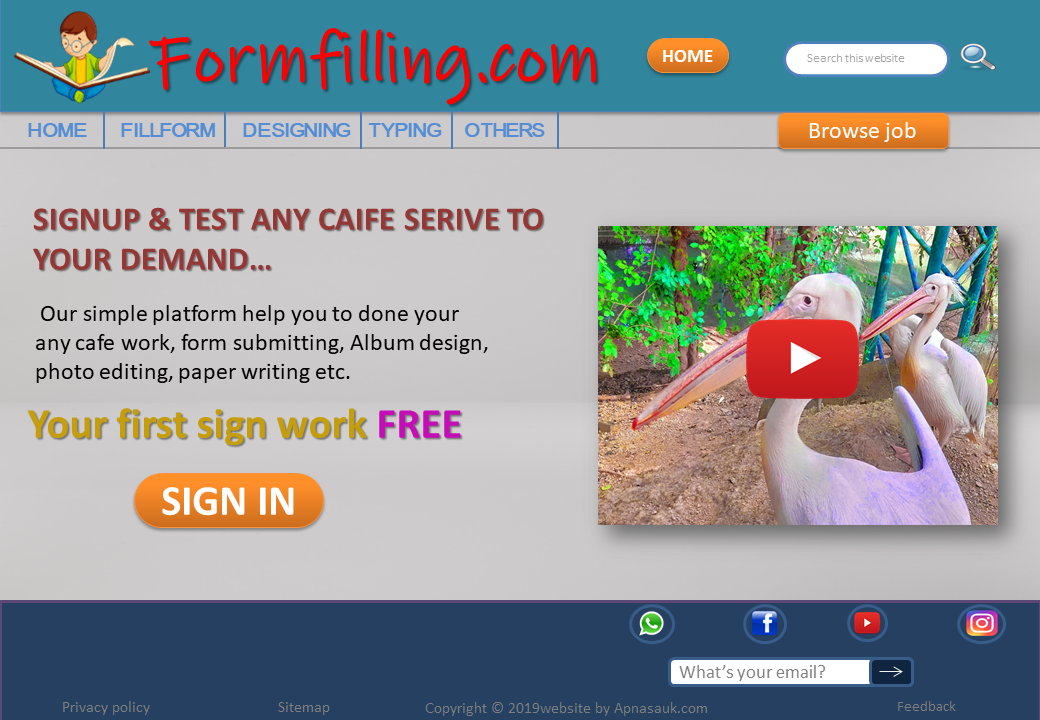 Formfilling.com
HOME
Search this website
HOME FILLFORM DESIGNING TYPING OTHERS
Browse job
SIGNUP & TEST ANY CAIFE SERIVE TO
YOUR DEMAND...
Our simple platform help you to done your
any cafe work, form submitting, Album design,
photo editing, paper writing etc.
Your first sign work FREE
SIGN IN
What's your email?
Privacy policy
Sitemap
Copyright © 2019website by Apnasauk.com
Feedback